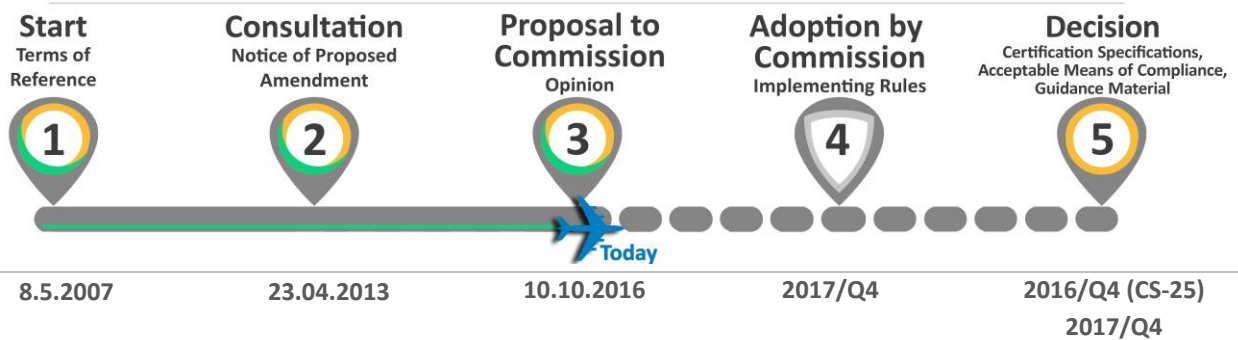 Start
Terms of
Reference
1
Consultation
Notice of Proposed
Amendment
2
Proposal to
Commission
Opinion
3
Adoption by
Commission
Implementing Rules
4
Decision
Certification Specifications,
Acceptable Means of Compliance,
Guidance Material
5
Today
8.5.2007
23.04.2013
10.10.2016
2017/Q4
2016/Q4 (CS-25)
2017/Q4